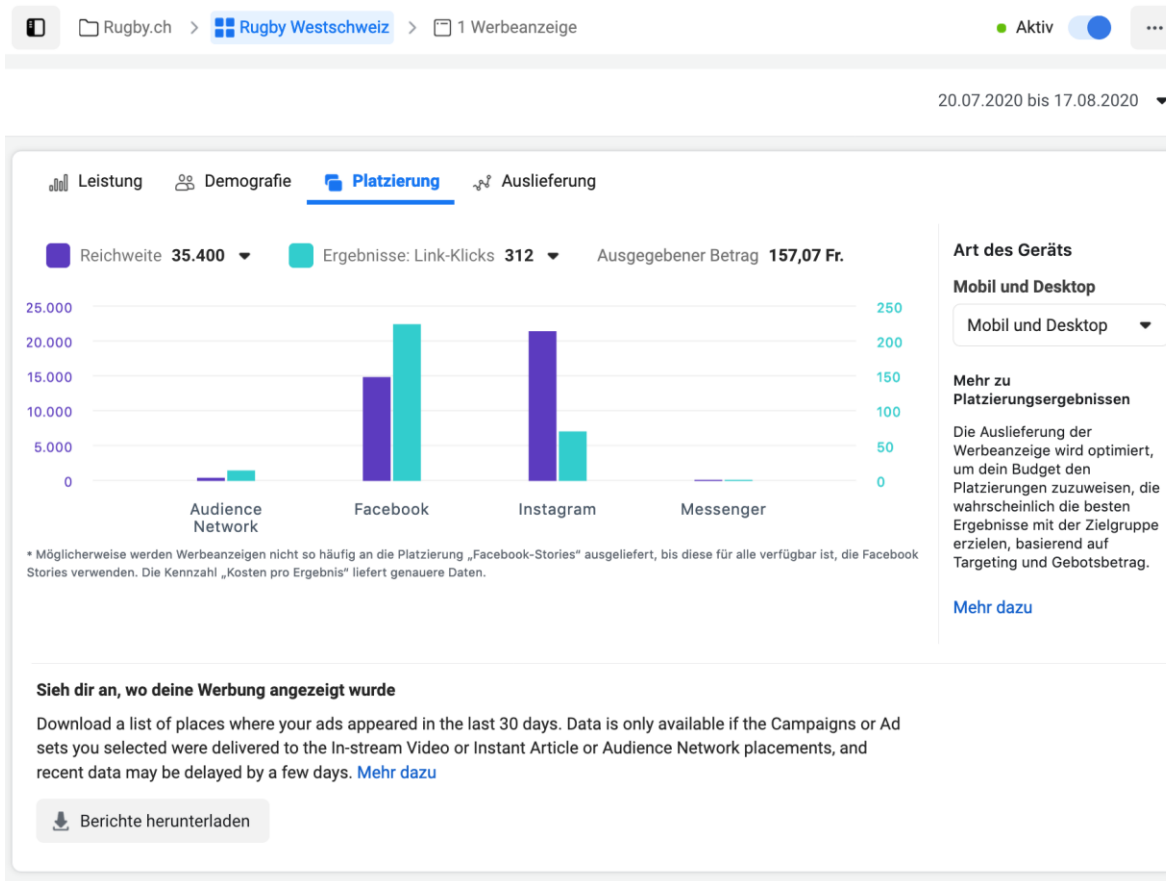 Rugby.ch > Rugby Westschweiz > 1 Werbeanzeige
Aktiv
20.07.2020 bis 17.08.2020
Leistung Demografie Platzierung Auslieferung
Reichweite 35.400 Ergebnisse: Link-Klicks 312 Ausgegebener Betrag 157,07 Fr.
25.000 250
20.000 200
15.000 150
10.000 100
5.000 50
0 0
Audience Facebook Instagram Messenger
Network
* Möglicherweise werden Werbeanzeigen nicht so häufig an die Platzierung „Facebook-Stories“ ausgeliefert, bis diese für alle verfügbar ist, die Facebook
Stories verwenden. Die Kennzahl „Kosten pro Ergebnis“ liefert genauere Daten.
Art des Geräts
Mobil und Desktop
Mobil und Desktop
Mehr zu
Platzierungsergebnissen
Die Auslieferung der
Werbeanzeige wird optimiert,
um dein Budget den
Platzierungen zuzuweisen, die
wahrscheinlich die besten
Ergebnisse mit der Zielgruppe
erzielen, basierend auf
Targeting und Gebotsbetrag.
Mehr dazu
Sieh dir an, wo deine Werbung angezeigt wurde
Download a list of places where your ads appeared in the last 30 days. Data is only available if the Campaigns or Ad
sets you selected were delivered to the In-stream Video or Instant Article or Audience Network placements, and
recent data may be delayed by a few days. Mehr dazu
Berichte herunterladen